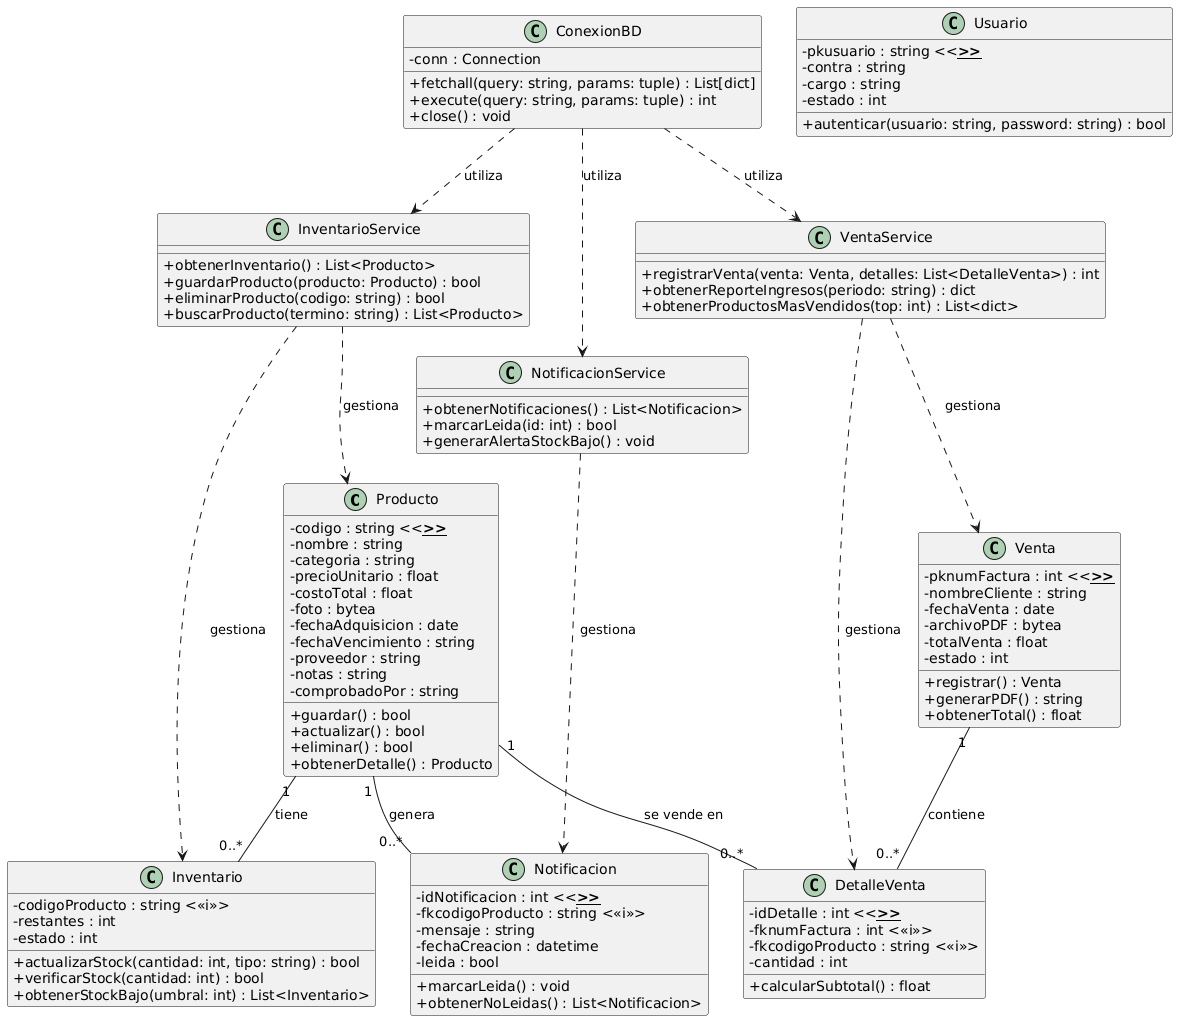 ConexionBD
-conn : Connection
+fetchall(query: string, params: tuple) : List[dict]
+execute(query: string, params: tuple) : int
+close() : void
Usuario
-pkusuario : string <<>>
-contra : string
-cargo : string
-estado : int
+autenticar(usuario: string, password: string) : bool
utiliza
utiliza
utiliza
InventarioService
+obtenerInventario() : List<Producto>
+guardarProducto(producto: Producto) : bool
+eliminarProducto(codigo: string) : bool
+buscarProducto(termino: string) : List<Producto>
VentaService
+registrarVenta(venta: Venta, detalles: List<DetalleVenta>) : int
+obtenerReporteIngresos(periodo: string) : dict
+obtenerProductosMasVendidos(top: int) : List<dict>
NotificacionService
+obtenerNotificaciones() : List<Notificacion>
+marcarLeida(id: int) : bool
+generarAlertaStockBajo() : void
gestiona
gestiona
Producto
-codigo : string <<>>
-nombre : string
-categoria : string
-precioUnitario : float
-costoTotal : float
-foto : bytea
-fechaAdquisicion : date
-fechaVencimiento : string
-proveedor : string
-notas : string
-comprobadoPor : string
+guardar() : bool
+actualizar() : bool
+eliminar() : bool
+obtenerDetalle() : Producto
Venta
-pknumFactura : int <<>>
-nombreCliente : string
-fechaVenta : date
-archivoPDF : bytea
-totalVenta : float
-estado : int
+registrar() : Venta
+generarPDF() : string
+obtenerTotal() : float
gestiona
gestiona
gestiona
1
1
1
1
tiene
genera
se vende en
contiene
0..*
0..*
0..*
0..*
Inventario
-codigoProducto : string <«i»>
-restantes : int
-estado : int
+actualizarStock(cantidad: int, tipo: string) : bool
+verificarStock(cantidad: int) : bool
+obtenerStockBajo(umbral: int) : List<Inventario>
Notificacion
-idNotificacion : int <<>>
-fkcodigoProducto : string <«i»>
-mensaje : string
-fechaCreacion : datetime
-leida : bool
+marcarLeida() : void
+obtenerNoLeidas() : List<Notificacion>
DetalleVenta
-idDetalle : int <<>>
-fknumFactura : int <«i»>
-fkcodigoProducto : string <«i»>
-cantidad : int
+calcularSubtotal() : float